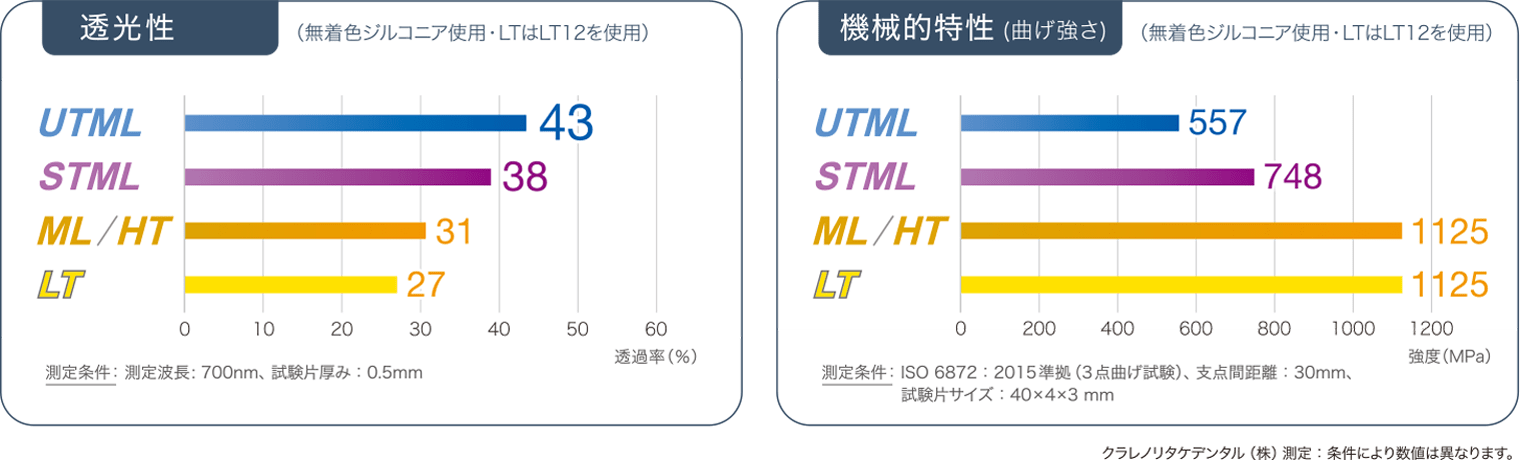 透光性
（無着色ジルコニア使用・LTはLT12を使用）
UTML 43
STML 38
ML／HT 31
LT 27
0 10 20 30 40 50 60
透過率（%）
測定条件： 測定波長: 700nm、試験片厚み：0.5mm
機械的特性 (曲げ強さ)
（無着色ジルコニア使用・LTはLT12を使用）
UTML 557
STML 748
ML／HT 1125
LT 1125
0 200 400 600 800 1000 1200
強度（MPa）
測定条件： ISO 6872：2015準拠（3点曲げ試験）、支点間距離：30mm、
試験片サイズ：40×4×3 mm
クラレノリタケデンタル（株）測定：条件により数値は異なります。